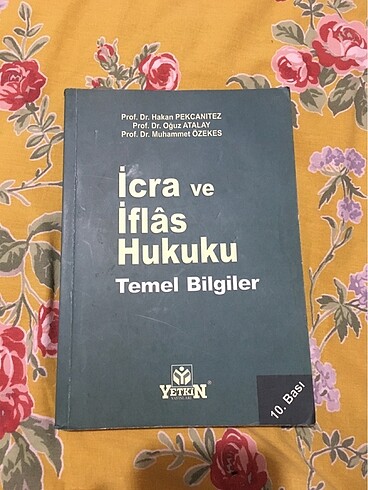 Prof. Dr. Hakan PEKCANITEZ
Prof. Dr. Oğuz ATALAY
Prof. Dr. Muhammet ÖZEKES
İcra ve
İflâs
Hukuku
Temel Bilgiler
YETKİN
YAYINLARI
10. Bası